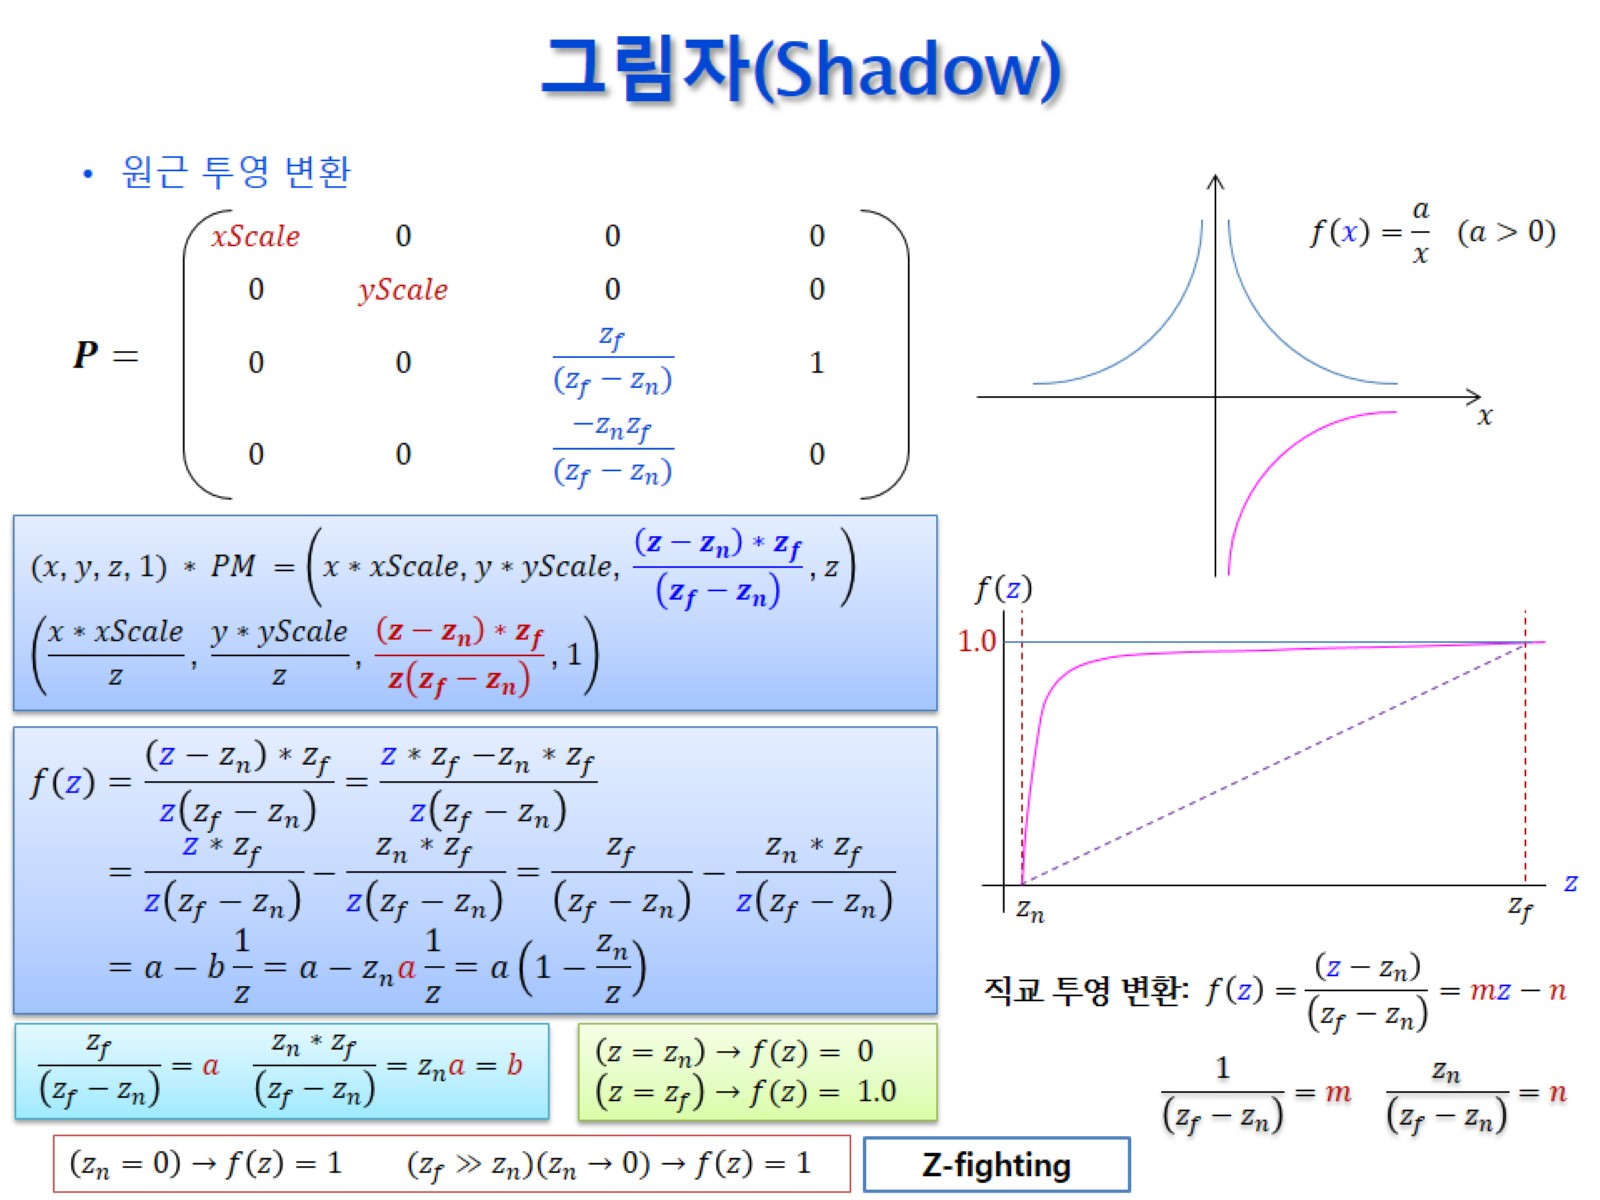 그림자(Shadow)
• 원근 투영 변환
P =
xScale 0 0 0
0 yScale 0 0
0 0 z_f/(z_f − z_n) 1
0 0 −z_n z_f/(z_f − z_n) 0
f(x) = a/x (a > 0)
x
(x, y, z, 1) * PM = (x * xScale, y * yScale, (z − z_n) * z_f/(z_f − z_n), z)
(x * xScale/z, y * yScale/z, (z − z_n) * z_f/z(z_f − z_n), 1)
f(z) = (z − z_n) * z_f/z(z_f − z_n) = z * z_f −z_n * z_f/z(z_f − z_n)
= z * z_f/z(z_f − z_n) − z_n * z_f/z(z_f − z_n) = z_f/(z_f − z_n) − z_n * z_f/z(z_f − z_n)
= a − b 1/z = a − z_n a 1/z = a(1 − z_n/z)
z_f/(z_f − z_n) = a z_n * z_f/(z_f − z_n) = z_n a = b
(z = z_n) → f(z) = 0
(z = z_f) → f(z) = 1.0
(z_n = 0) → f(z) = 1 (z_f ≫ z_n)(z_n → 0) → f(z) = 1
Z-fighting
f(z)
1.0
z
z_n z_f
직교 투영 변환: f(z) = (z − z_n)/(z_f − z_n) = mz − n
1/(z_f − z_n) = m z_n/(z_f − z_n) = n